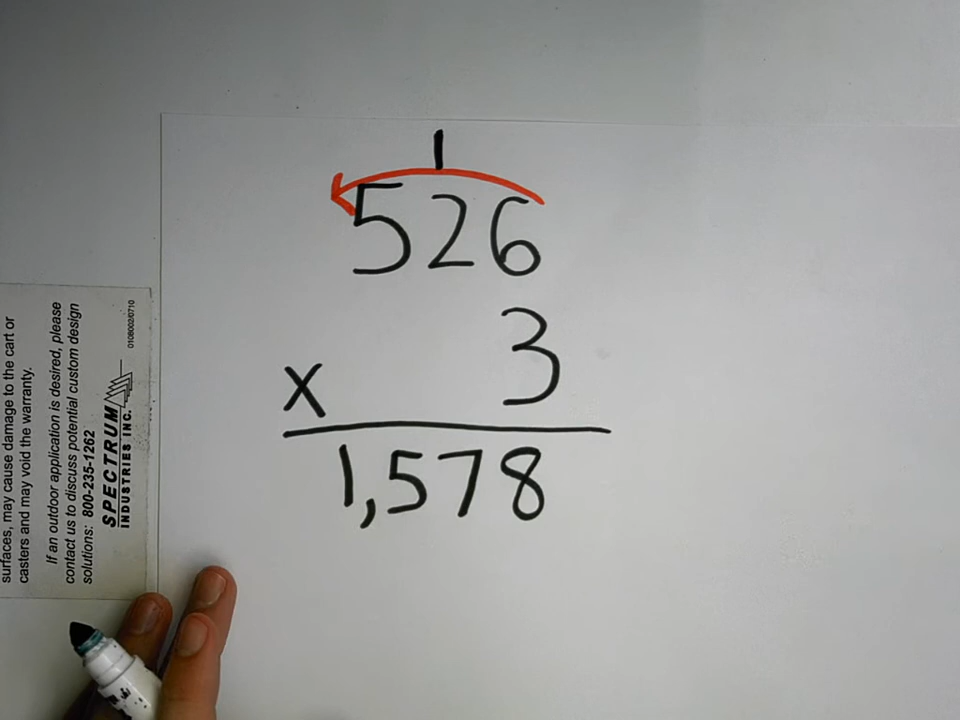 1
526
3
x
1,578
surfaces, may cause damage to the cart or
casters and may void the warranty.
If an outdoor application is desired, please
contact us to discuss potential custom design
solutions: 800-235-1262
SPECTRUM
INDUSTRIES INC.
0108002/0710